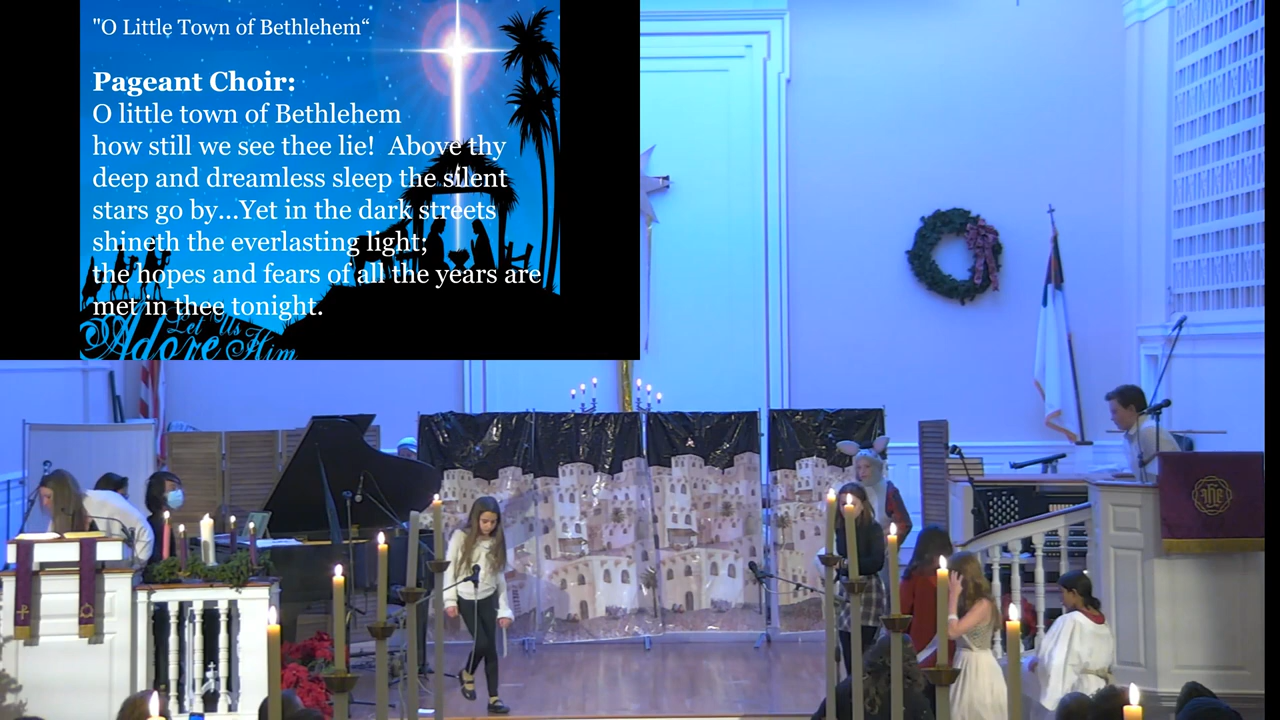 "O Little Town of Bethlehem“
Pageant Choir:
O little town of Bethlehem
how still we see thee lie!  Above thy
deep and dreamless sleep the silent
stars go by...Yet in the dark streets
shineth the everlasting light;
the hopes and fears of all the years are
met in thee tonight.
Let Us
Adore Him
IHC